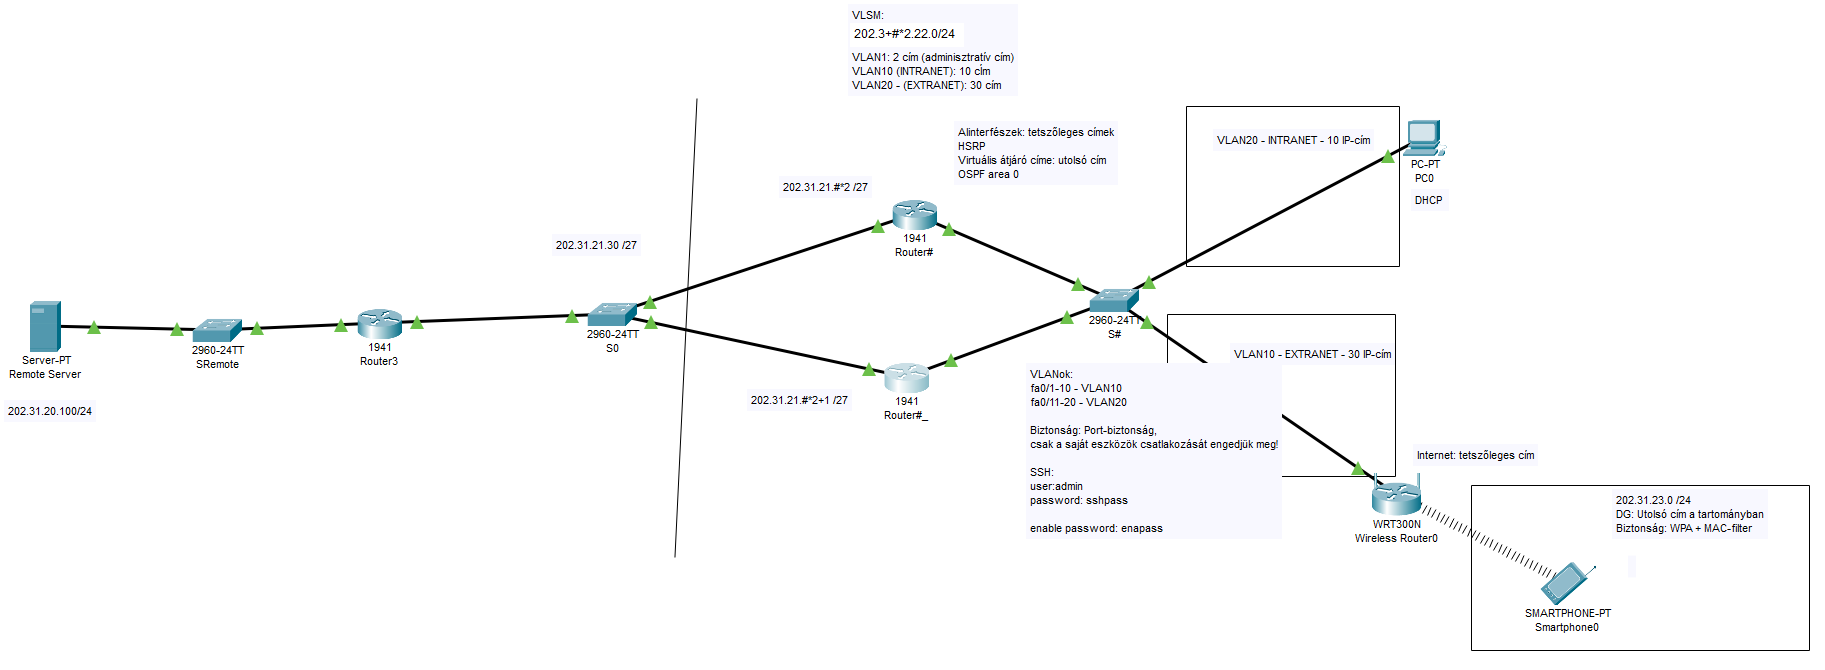 VLSM:
202.3+#*2.22.0/24
VLAN1: 2 cím (adminisztratív cím)
VLAN10 (INTRANET): 10 cím
VLAN20 - (EXTRANET): 30 cím
Alinterfészek: tetszőleges címek
HSRP
Virtuális átjáró címe: utolsó cím
OSPF area 0
VLAN20 - INTRANET - 10 IP-cím
PC-PT
PC0
DHCP
202.31.21.#*2 /27
1941
Router#
202.31.21.30 /27
2960-24TT
S0
2960-24TT
S#
Server-PT
Remote Server
202.31.20.100/24
2960-24TT
SRemote
1941
Router3
202.31.21.#*2+1 /27
1941
Router#_
VLAN10 - EXTRANET - 30 IP-cím
VLANok:
fa0/1-10 - VLAN10
fa0/11-20 - VLAN20
Biztonság: Port-biztonság,
csak a saját eszközök csatlakozását engedjük meg!
SSH:
user:admin
password: sshpass
enable password: enapass
Internet: tetszőleges cím
WRT300N
Wireless Router0
202.31.23.0 /24
DG: Utolsó cím a tartományban
Biztonság: WPA + MAC-filter
SMARTPHONE-PT
Smartphone0